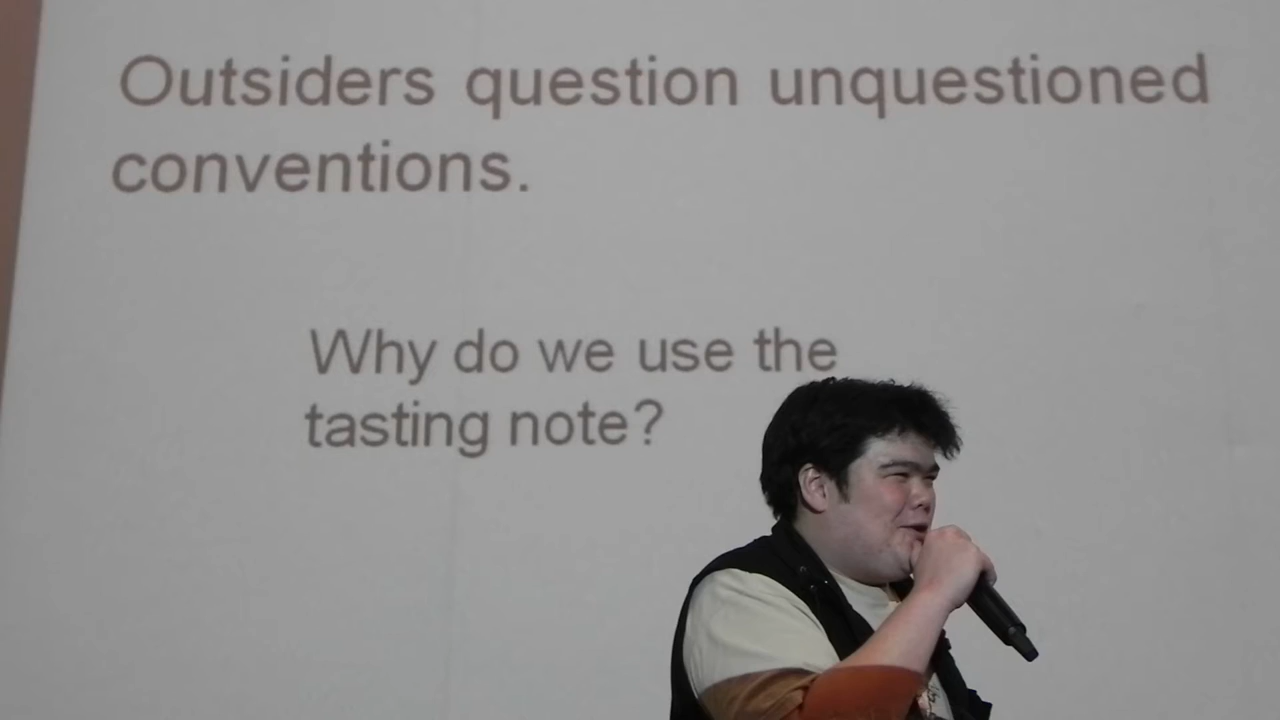 Outsiders question unquestioned
conventions.
Why do we use the
tasting note?